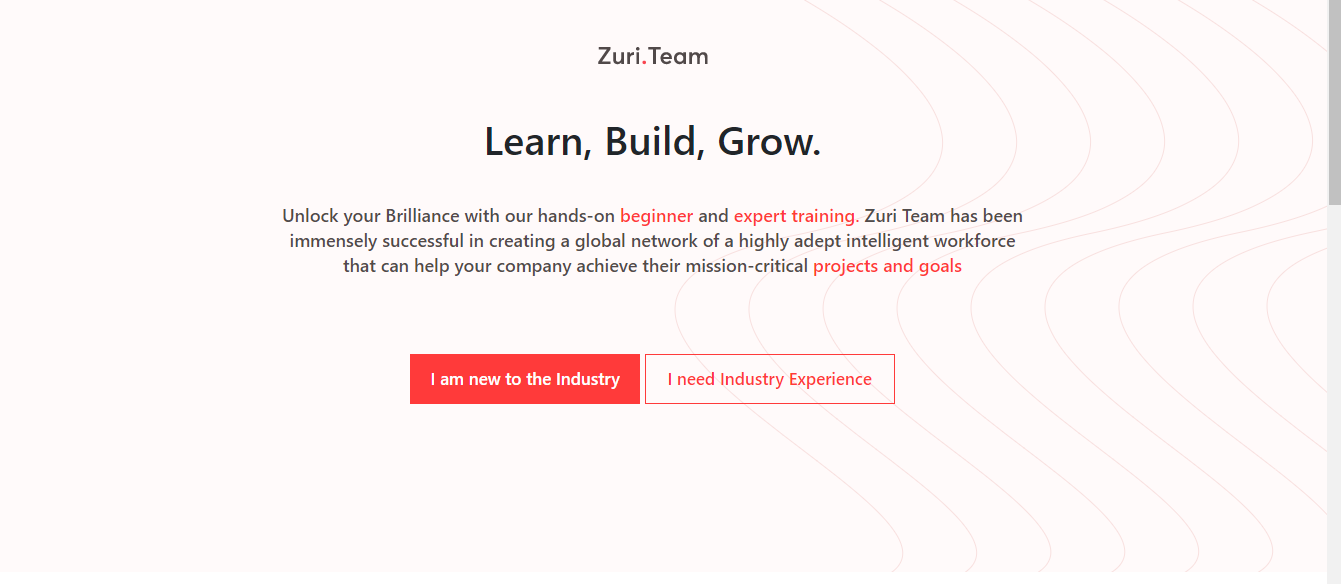 Zuri.Team
Learn, Build, Grow.
Unlock your Brilliance with our hands-on beginner and expert training. Zuri Team has been
immensely successful in creating a global network of a highly adept intelligent workforce
that can help your company achieve their mission-critical projects and goals
I am new to the Industry
I need Industry Experience